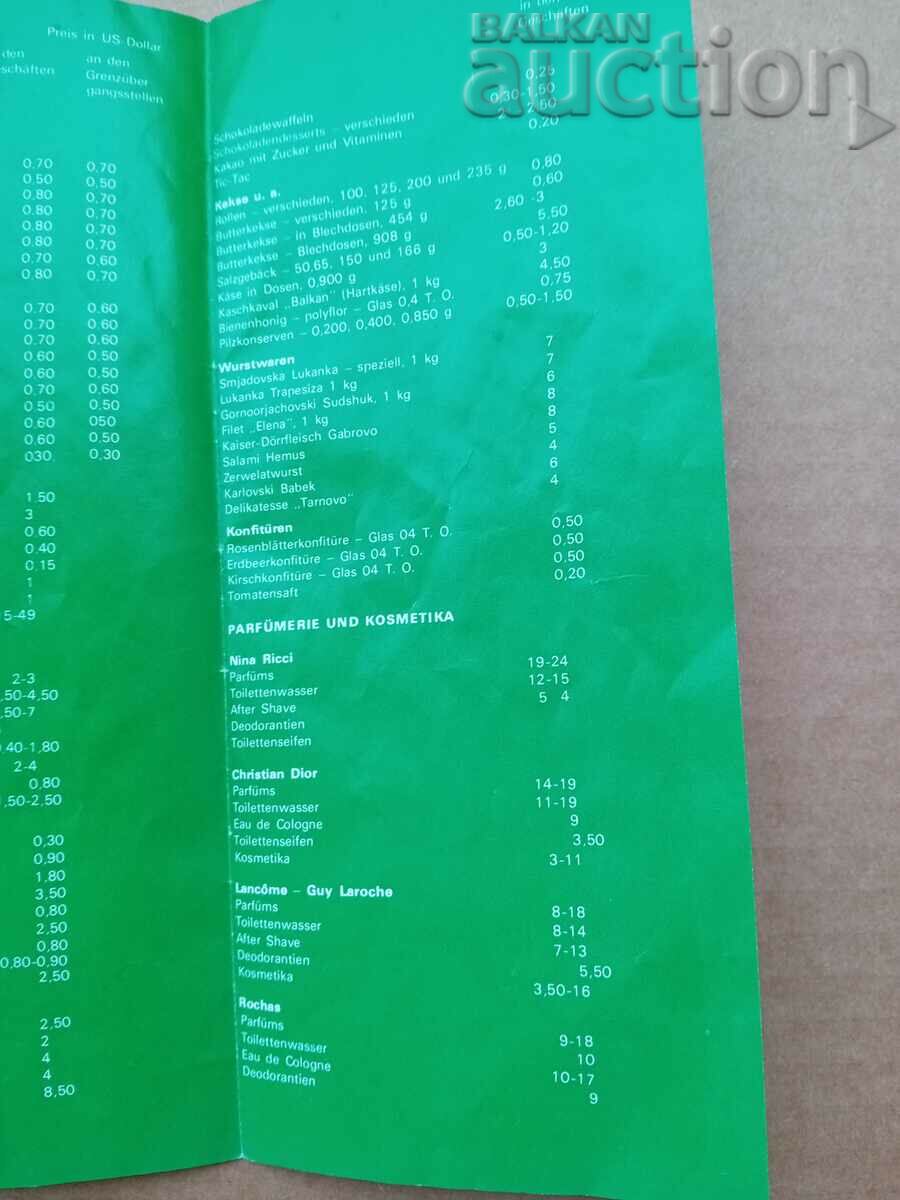 Preis in US-Dollar
den
an den
eschäften
Grenzüber
gangsstellen
0,70 0,70
0,50 0,50
0,80 0,70
0,80 0,70
0,70 0,70
0,80 0,70
0,70 0,60
0,80 0,70
0,70 0,60
0,70 0,60
0,70 0,60
0,60 0,50
0,60 0,60
0,70 0,60
0,50 0,50
0,60 050
0,60 0,50
030. 0,30
1.50
3
0,60
0,40
0,15
1
1
5-49
2-3
,50-4,50
,50-7
0,40-1,80
2-4
0,80
1,50-2,50
0,30
0,90
1,80
3,50
0,80
2,50
0,80
0,80-0,90
2,50
2,50
2
4
4
8,50
in den
Geschäften
Schokoladewaffeln 0,25
Schokoladendesserts – verschieden 0,30-1,50
Kakao mit Zucker und Vitaminen 2,50
Tic-Tac 0,20
Kekse u. a.
Rollen – verschieden, 100, 125, 200 und 235 g 0,80
Butterkekse – verschieden, 125 g 0,60
Butterkekse – in Blechdosen, 454 g 2,60 -3
Butterkekse – Blechdosen, 908 g 5,50
Salzgebäck – 50,65, 150 und 166 g 0,50-1,20
Käse in Dosen, 0,900 g 3
Kaschkaval „Balkan" (Hartkäse), 1 kg 4,50
Bienenhonig – polyflor – Glas 0,4 T. O. 0,75
Pilzkonserven – 0,200, 0,400, 0,850 g 0,50-1,50
Wurstwaren
Smjadovska Lukanka – speziell, 1 kg 7
Lukanka Trapesiza 1 kg 7
Gornoorjachovski Sudshuk, 1 kg 6
Filet „Elena", 1 kg 8
Kaiser-Dörrfleisch Gabrovo 8
Salami Hemus 5
Zerwelatwurst 4
Karlovski Babek 6
Delikatesse „Tarnovo" 4
Konfitüren
Rosenblätterkonfitüre – Glas 04 T. O. 0,50
Erdbeerkonfitüre – Glas 04 T. O. 0,50
Kirschkonfitüre – Glas 04 T. O. 0.50
Tomatensaft 0,20
PARFÜMERIE UND KOSMETIKA
Nina Ricci
Parfüms 19-24
Toilettenwasser 12-15
After Shave 5 4
Deodorantien
Toilettenseifen
Christian Dior
Parfüms 14-19
Toilettenwasser 11-19
Eau de Cologne 9
Toilettenseifen 3,50
Kosmetika 3-11
Lancôme – Guy Laroche
Parfüms 8-18
Toilettenwasser 8-14
After Shave 7-13
Deodorantien 5,50
Kosmetika 3,50-16
Rochas
Parfüms 9-18
Toilettenwasser 10
Eau de Cologne 10-17
Deodorantien 9
BALKAN
auction